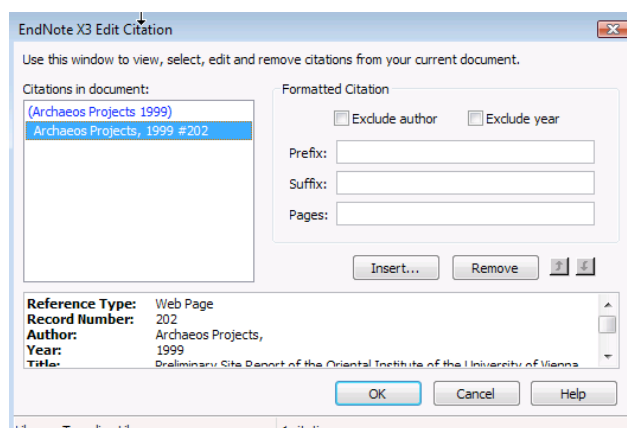 EndNote X3 Edit Citation
Use this window to view, select, edit and remove citations from your current document.
Citations in document:
(Archaeos Projects 1999)
Archaeos Projects, 1999 #202
Formatted Citation
Exclude author
Exclude year
Prefix:
Suffix:
Pages:
Insert...
Remove
Reference Type: Web Page
Record Number: 202
Author: Archaeos Projects,
Year: 1999
Title: Preliminary Site Report of the Oriental Institute of the University of Vienna
OK
Cancel
Help